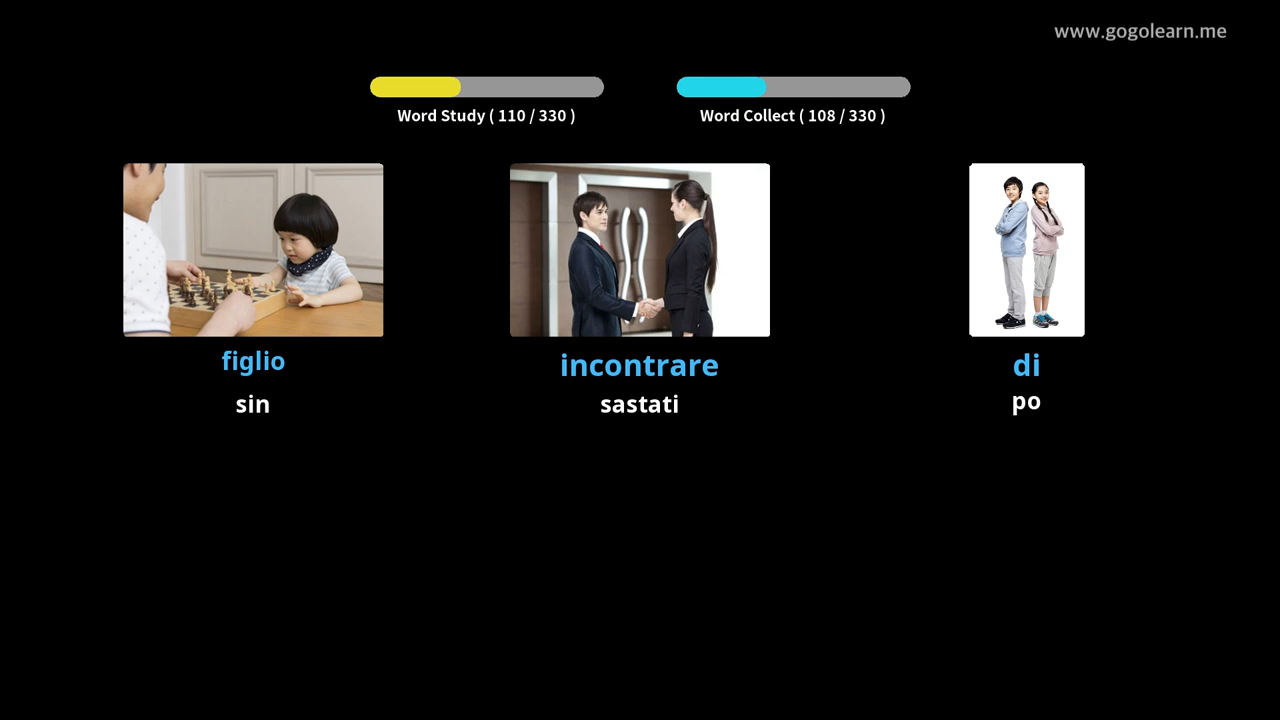 www.gogolearn.me
Word Study ( 110 / 330 )
Word Collect ( 108 / 330 )
figlio
incontrare
di
sin
sastati
po